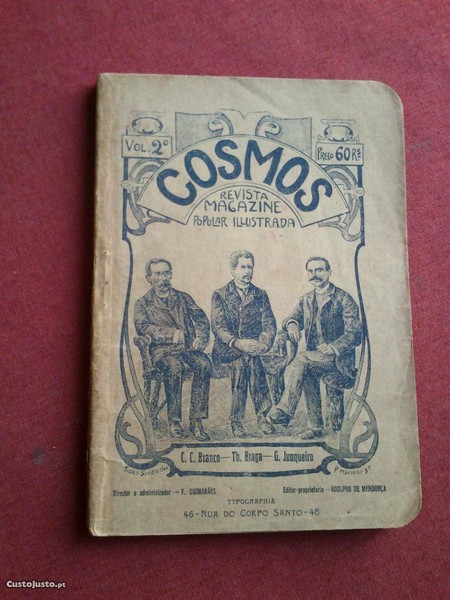 VOL. 2º
PREÇO 60 Rs
COSMOS
REVISTA
MAGAZINE
POPULAR ILLUSTRADA
C. C. Branco — Th. Braga — G. Junqueiro
Director e administrador — V. GUIMARÃES
Editor-proprietario — ADOLPHO DE MENDONÇA
TYPOGRAPHIA
46 - RUA DO CORPO SANTO - 48
CustoJusto.pt